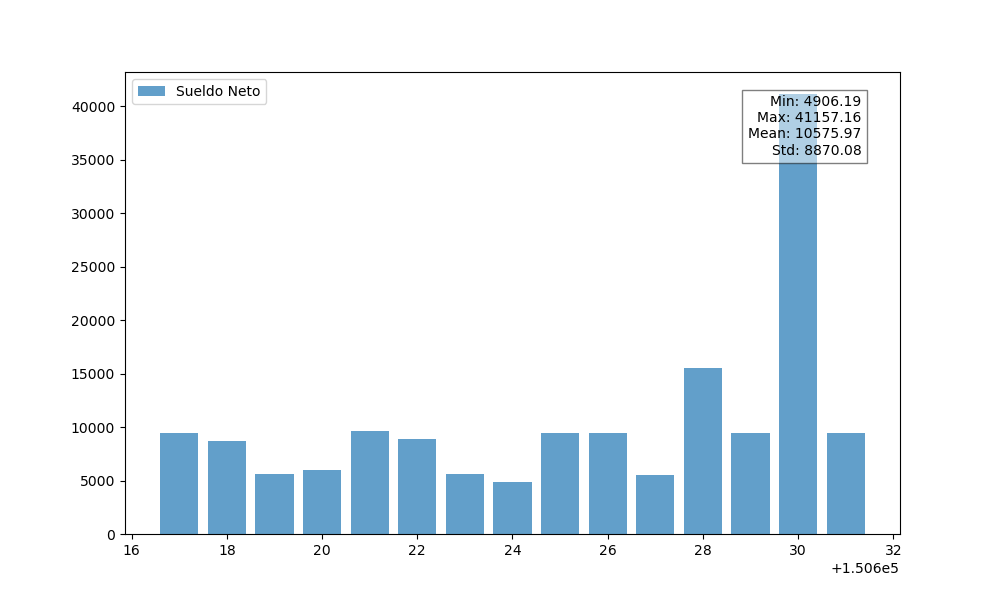 Sueldo Neto
Min: 4906.19
Max: 41157.16
Mean: 10575.97
Std: 8870.08
40000
35000
30000
25000
20000
15000
10000
5000
0
16 18 20 22 24 26 28 30 32
+1.506e5